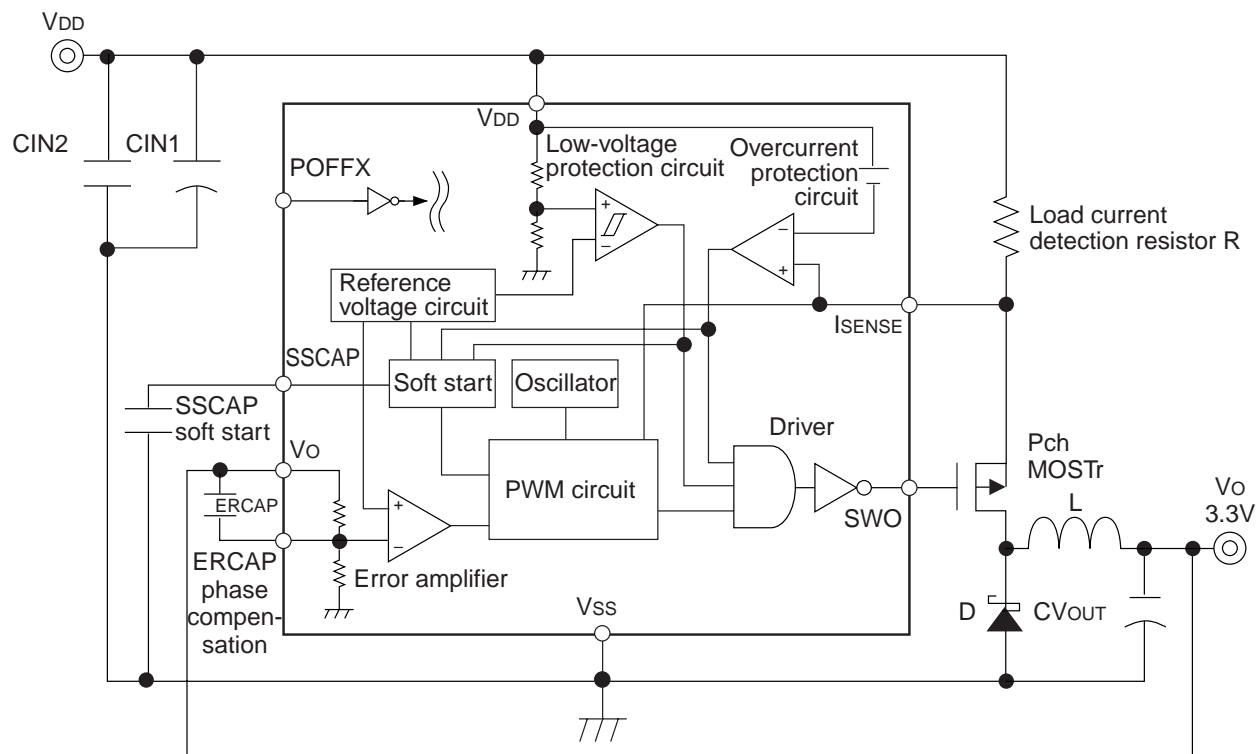 VDD
CIN2
CIN1
VDD
POFFX
Low-voltage
protection circuit
Overcurrent
protection
circuit
+
−
−
+
Load current
detection resistor R
Reference
voltage circuit
ISENSE
SSCAP
Soft start
Oscillator
SSCAP
soft start
VO
Driver
Pch
MOSTr
ERCAP
PWM circuit
+
−
SWO
L
VO
3.3V
ERCAP
phase
compen-
sation
Error amplifier
VSS
D
CVOUT